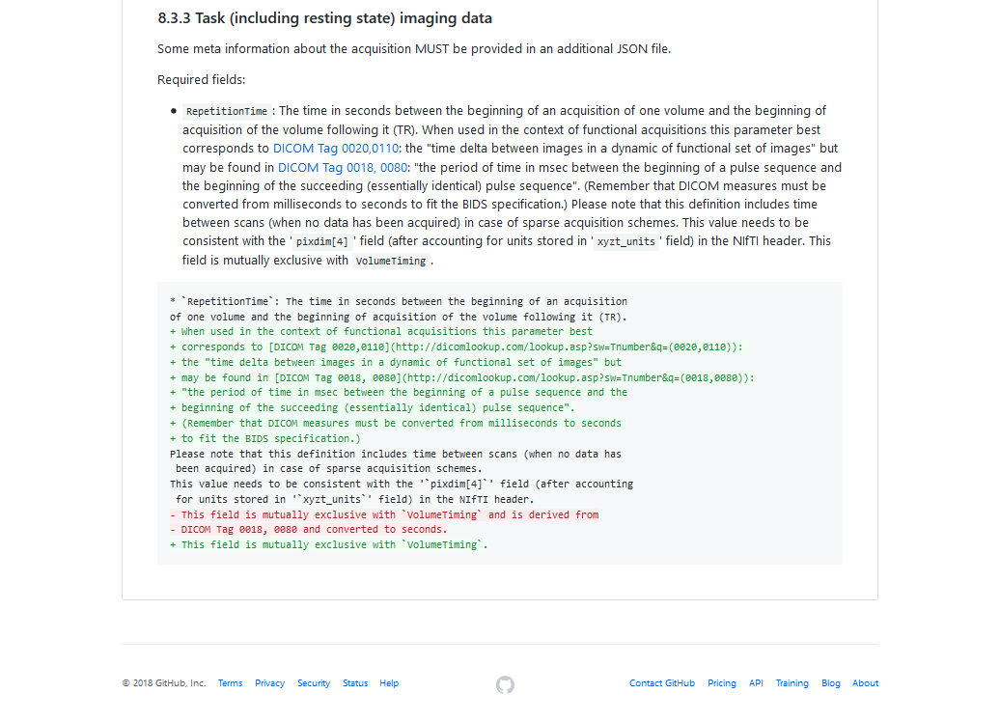 8.3.3 Task (including resting state) imaging data
Some meta information about the acquisition MUST be provided in an additional JSON file.
Required fields:
• RepetitionTime : The time in seconds between the beginning of an acquisition of one volume and the beginning of
acquisition of the volume following it (TR). When used in the context of functional acquisitions this parameter best
corresponds to DICOM Tag 0020,0110: the "time delta between images in a dynamic of functional set of images" but
may be found in DICOM Tag 0018, 0080: "the period of time in msec between the beginning of a pulse sequence and
the beginning of the succeeding (essentially identical) pulse sequence". (Remember that DICOM measures must be
converted from milliseconds to seconds to fit the BIDS specification.) Please note that this definition includes time
between scans (when no data has been acquired) in case of sparse acquisition schemes. This value needs to be
consistent with the ' pixdim[4] ' field (after accounting for units stored in ' xyzt_units ' field) in the NIfTI header. This
field is mutually exclusive with VolumeTiming .
* `RepetitionTime`: The time in seconds between the beginning of an acquisition
of one volume and the beginning of acquisition of the volume following it (TR).
+ When used in the context of functional acquisitions this parameter best
+ corresponds to [DICOM Tag 0020,0110](http://dicomlookup.com/lookup.asp?sw=Tnumber&q=(0020,0110)):
+ the "time delta between images in a dynamic of functional set of images" but
+ may be found in [DICOM Tag 0018, 0080](http://dicomlookup.com/lookup.asp?sw=Tnumber&q=(0018,0080)):
+ "the period of time in msec between the beginning of a pulse sequence and the
+ beginning of the succeeding (essentially identical) pulse sequence".
+ (Remember that DICOM measures must be converted from milliseconds to seconds
+ to fit the BIDS specification.)
Please note that this definition includes time between scans (when no data has
been acquired) in case of sparse acquisition schemes.
This value needs to be consistent with the '`pixdim[4]`' field (after accounting
for units stored in '`xyzt_units`' field) in the NIfTI header.
- This field is mutually exclusive with `VolumeTiming` and is derived from
- DICOM Tag 0018, 0080 and converted to seconds.
+ This field is mutually exclusive with `VolumeTiming`.
© 2018 GitHub, Inc. Terms Privacy Security Status Help Contact GitHub Pricing API Training Blog About